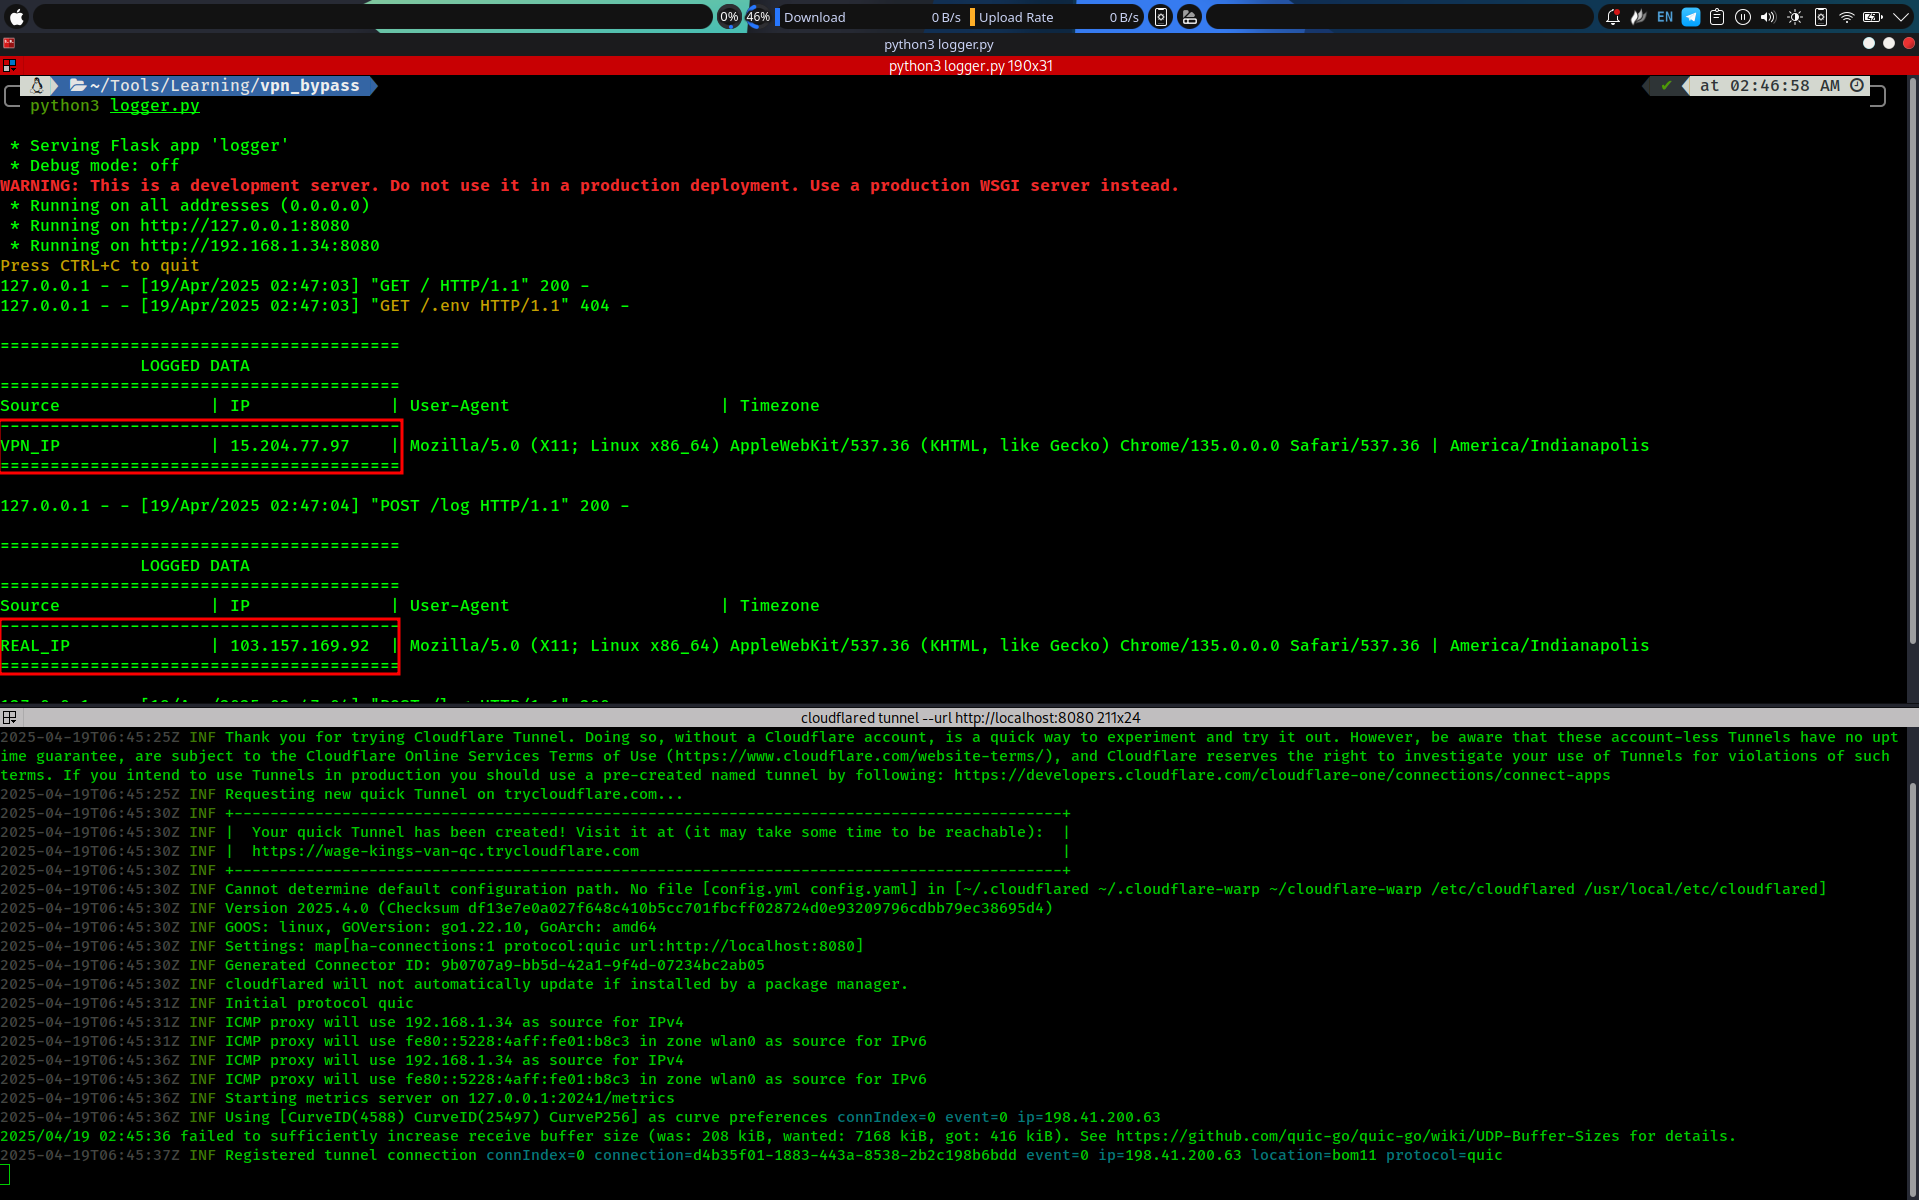 0% 46% Download 0 B/s Upload Rate 0 B/s EN
python3 logger.py
python3 logger.py 190x31
~/Tools/Learning/vpn_bypass ✔ at 02:46:58 AM
python3 logger.py
* Serving Flask app 'logger'
* Debug mode: off
WARNING: This is a development server. Do not use it in a production deployment. Use a production WSGI server instead.
* Running on all addresses (0.0.0.0)
* Running on http://127.0.0.1:8080
* Running on http://192.168.1.34:8080
Press CTRL+C to quit
127.0.0.1 - - [19/Apr/2025 02:47:03] "GET / HTTP/1.1" 200 -
127.0.0.1 - - [19/Apr/2025 02:47:03] "GET /.env HTTP/1.1" 404 -
========================================
LOGGED DATA
========================================
Source | IP | User-Agent | Timezone
----------------------------------------
VPN_IP | 15.204.77.97 | Mozilla/5.0 (X11; Linux x86_64) AppleWebKit/537.36 (KHTML, like Gecko) Chrome/135.0.0.0 Safari/537.36 | America/Indianapolis
========================================
127.0.0.1 - - [19/Apr/2025 02:47:04] "POST /log HTTP/1.1" 200 -
========================================
LOGGED DATA
========================================
Source | IP | User-Agent | Timezone
----------------------------------------
REAL_IP | 103.157.169.92 | Mozilla/5.0 (X11; Linux x86_64) AppleWebKit/537.36 (KHTML, like Gecko) Chrome/135.0.0.0 Safari/537.36 | America/Indianapolis
========================================
cloudflared tunnel --url http://localhost:8080 211x24
2025-04-19T06:45:25Z INF Thank you for trying Cloudflare Tunnel. Doing so, without a Cloudflare account, is a quick way to experiment and try it out. However, be aware that these account-less Tunnels have no upt
ime guarantee, are subject to the Cloudflare Online Services Terms of Use (https://www.cloudflare.com/website-terms/), and Cloudflare reserves the right to investigate your use of Tunnels for violations of such
terms. If you intend to use Tunnels in production you should use a pre-created named tunnel by following: https://developers.cloudflare.com/cloudflare-one/connections/connect-apps
2025-04-19T06:45:25Z INF Requesting new quick Tunnel on trycloudflare.com...
2025-04-19T06:45:30Z INF +--------------------------------------------------------------------------------------------+
2025-04-19T06:45:30Z INF | Your quick Tunnel has been created! Visit it at (it may take some time to be reachable): |
2025-04-19T06:45:30Z INF | https://wage-kings-van-qc.trycloudflare.com |
2025-04-19T06:45:30Z INF +--------------------------------------------------------------------------------------------+
2025-04-19T06:45:30Z INF Cannot determine default configuration path. No file [config.yml config.yaml] in [~/.cloudflared ~/.cloudflare-warp ~/cloudflare-warp /etc/cloudflared /usr/local/etc/cloudflared]
2025-04-19T06:45:30Z INF Version 2025.4.0 (Checksum df13e7e0a027f648c410b5cc701fbcff028724d0e93209796cdbb79ec38695d4)
2025-04-19T06:45:30Z INF GOOS: linux, GOVersion: go1.22.10, GoArch: amd64
2025-04-19T06:45:30Z INF Settings: map[ha-connections:1 protocol:quic url:http://localhost:8080]
2025-04-19T06:45:30Z INF Generated Connector ID: 9b0707a9-bb5d-42a1-9f4d-07234bc2ab05
2025-04-19T06:45:30Z INF cloudflared will not automatically update if installed by a package manager.
2025-04-19T06:45:31Z INF Initial protocol quic
2025-04-19T06:45:31Z INF ICMP proxy will use 192.168.1.34 as source for IPv4
2025-04-19T06:45:31Z INF ICMP proxy will use fe80::5228:4aff:fe01:b8c3 in zone wlan0 as source for IPv6
2025-04-19T06:45:36Z INF ICMP proxy will use 192.168.1.34 as source for IPv4
2025-04-19T06:45:36Z INF ICMP proxy will use fe80::5228:4aff:fe01:b8c3 in zone wlan0 as source for IPv6
2025-04-19T06:45:36Z INF Starting metrics server on 127.0.0.1:20241/metrics
2025-04-19T06:45:36Z INF Using [CurveID(4588) CurveID(25497) CurveP256] as curve preferences connIndex=0 event=0 ip=198.41.200.63
2025/04/19 02:45:36 failed to sufficiently increase receive buffer size (was: 208 kiB, wanted: 7168 kiB, got: 416 kiB). See https://github.com/quic-go/quic-go/wiki/UDP-Buffer-Sizes for details.
2025-04-19T06:45:37Z INF Registered tunnel connection connIndex=0 connection=d4b35f01-1883-443a-8538-2b2c198b6bdd event=0 ip=198.41.200.63 location=bom11 protocol=quic